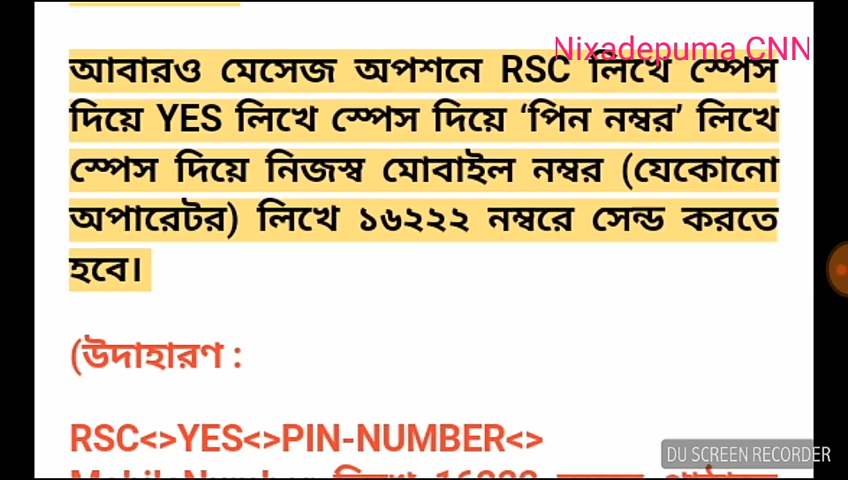 Nixadepuma CNN
আবারও মেসেজ অপশনে RSC লিখে স্পেস
দিয়ে YES লিখে স্পেস দিয়ে ‘পিন নম্বর’ লিখে
স্পেস দিয়ে নিজস্ব মোবাইল নম্বর (যেকোনো
অপারেটর) লিখে ১৬২২২ নম্বরে সেন্ড করতে
হবে।
(উদাহারণ :
RSC<>YES<>PIN-NUMBER<>
DU SCREEN RECORDER